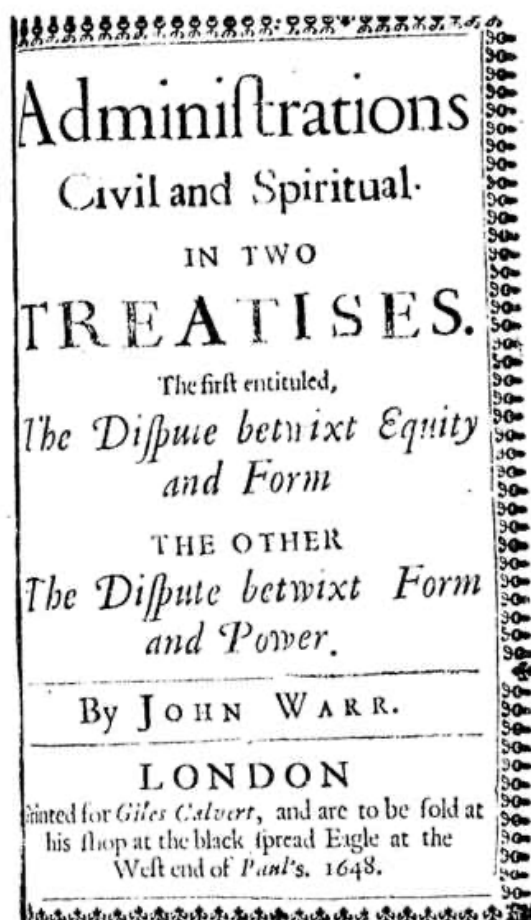 Adminiſtrations
Civil and Spiritual.
IN TWO
TREATISES.
The firſt entituled,
The Diſpute betwixt Equity
and Form
THE OTHER
The Diſpute betwixt Form
and Power.
By JOHN WARR.
LONDON
Printed for Giles Calvert, and are to be ſold at
his ſhop at the black ſpread Eagle at the
Weſt end of Paul's. 1648.